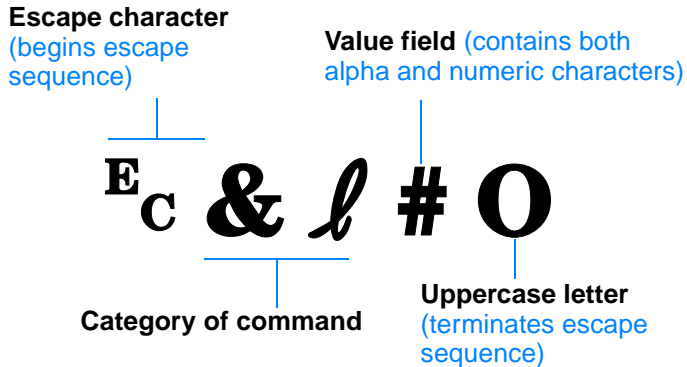 Escape character
(begins escape
sequence)
Value field (contains both
alpha and numeric characters)
E C & ℓ # O
Category of command
Uppercase letter
(terminates escape
sequence)